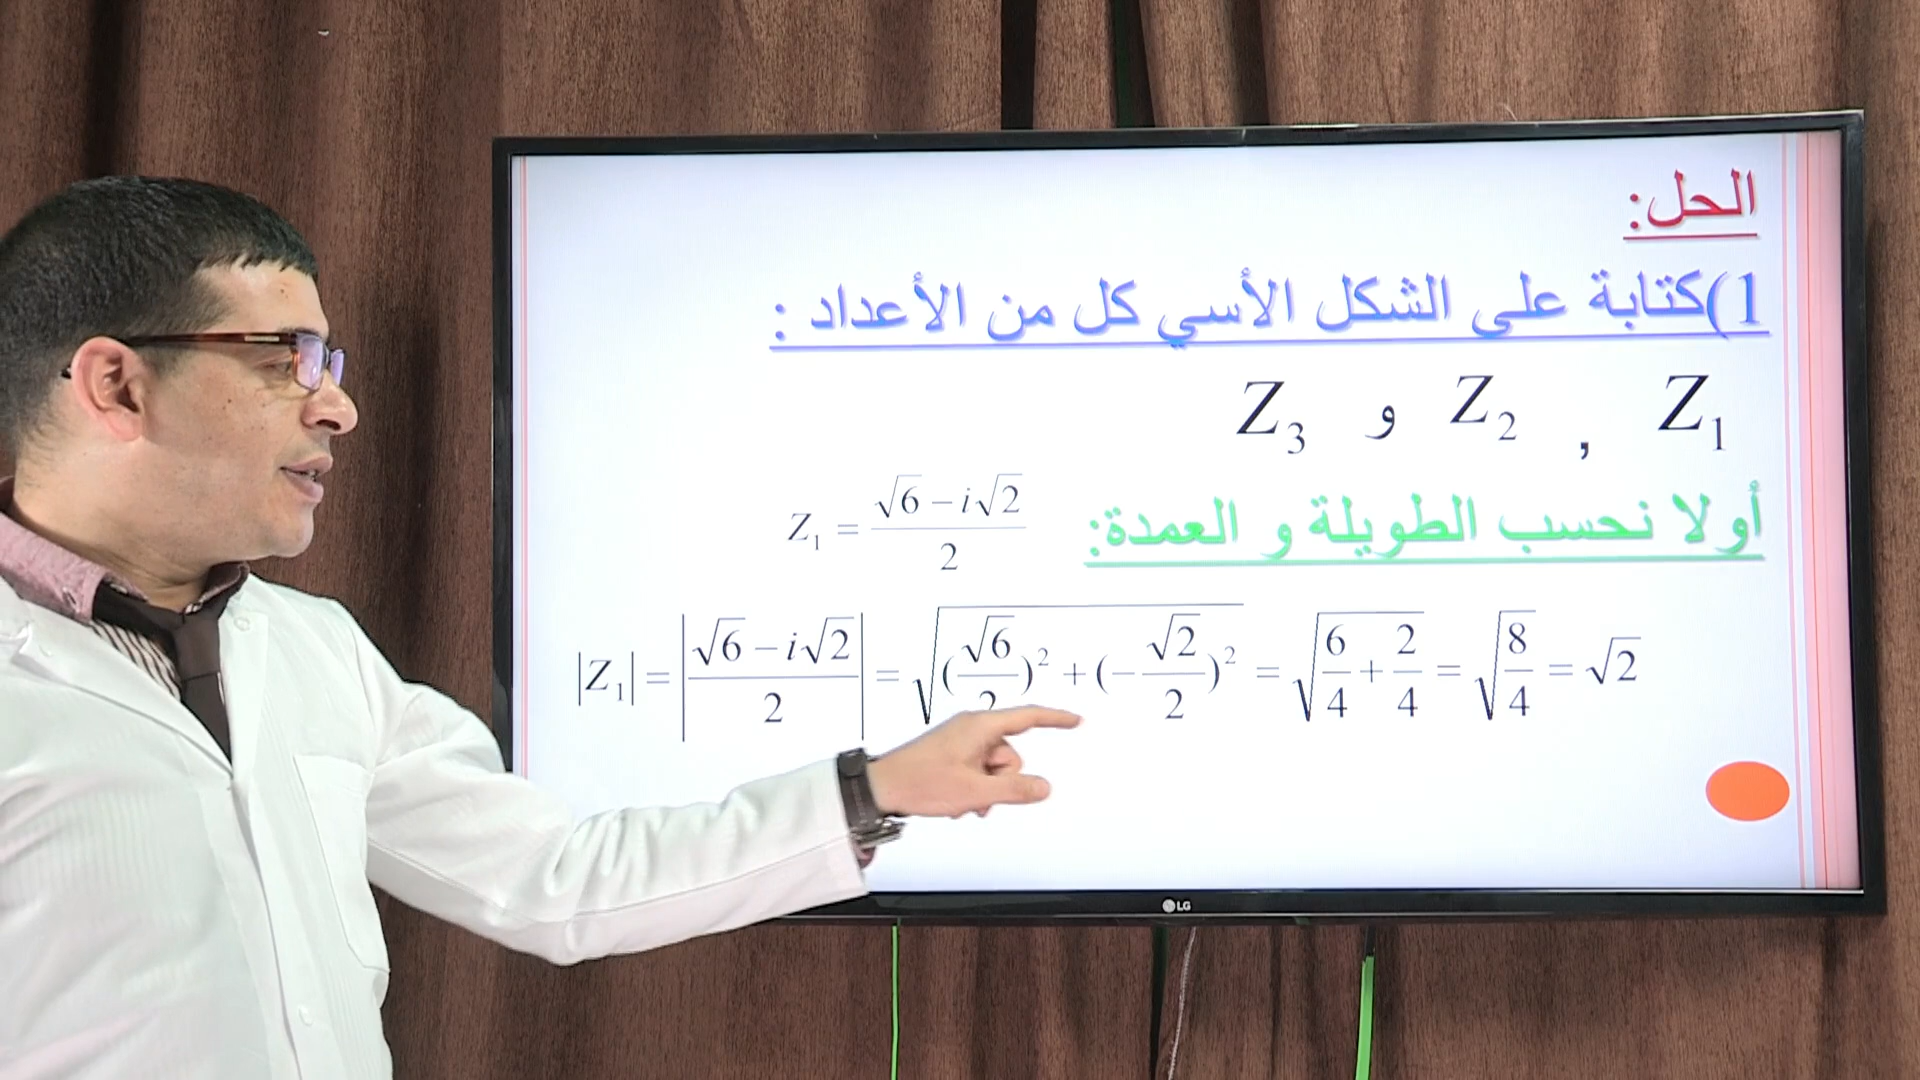 الحل:
1)كتابة على الشكل الأسي كل من الأعداد :
Z₁ , Z₂ و Z₃
أولا نحسب الطويلة و العمدة: Z₁ = (√6 − i√2)/2
|Z₁| = |(√6 − i√2)/2| = √((√6/2)² + (−√2/2)²) = √(6/4 + 2/4) = √(8/4) = √2
LG